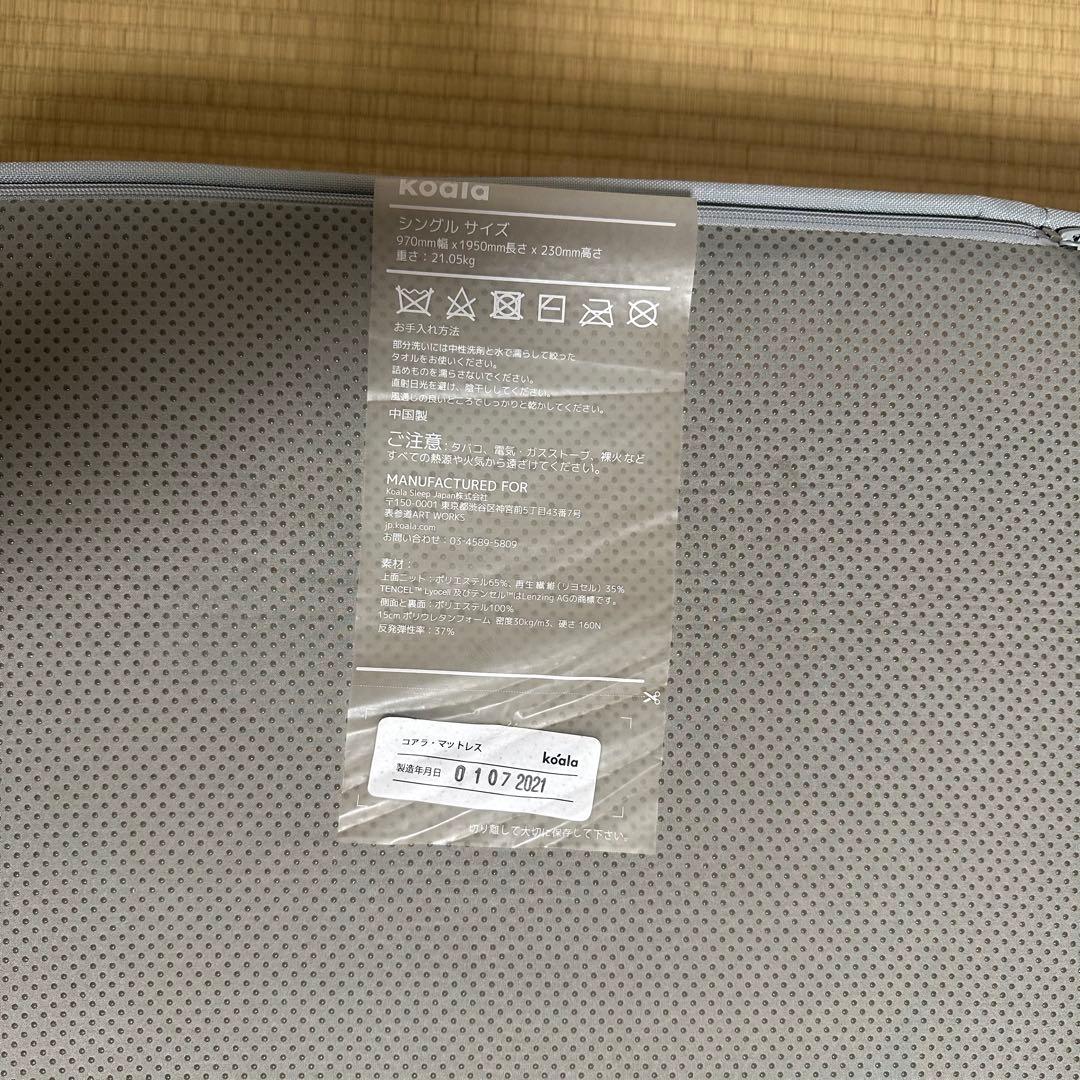 koala
シングル サイズ
970mm幅 x 1950mm長さ x 230mm高さ
重さ：21.05kg
お手入れ方法
部分洗いには中性洗剤と水で濡らして絞った
タオルをお使いください。
詰めものを濡らさないでください。
直射日光を避け、陰干ししてください。
風通しの良いところでしっかりと乾かしてください。
中国製
ご注意：タバコ、電気・ガスストーブ、裸火など
すべての熱源や火気から遠ざけてください。
MANUFACTURED FOR
Koala Sleep Japan株式会社
〒150-0001 東京都渋谷区神宮前5丁目43番7号
表参道ART WORKS
jp.koala.com
お問い合わせ：03-4589-5809
素材：
上面ニット：ポリエステル65%、再生繊維(リヨセル) 35%
TENCEL™ Lyocell 及びテンセル™はLenzing AGの商標です。
側面と裏面：ポリエステル100%
15cm ポリウレタンフォーム 密度30kg/m3、硬さ 160N
反発弾性率：37%
コアラ・マットレス
koala
製造年月日 01 07 2021
切り離して大切に保存して下さい。